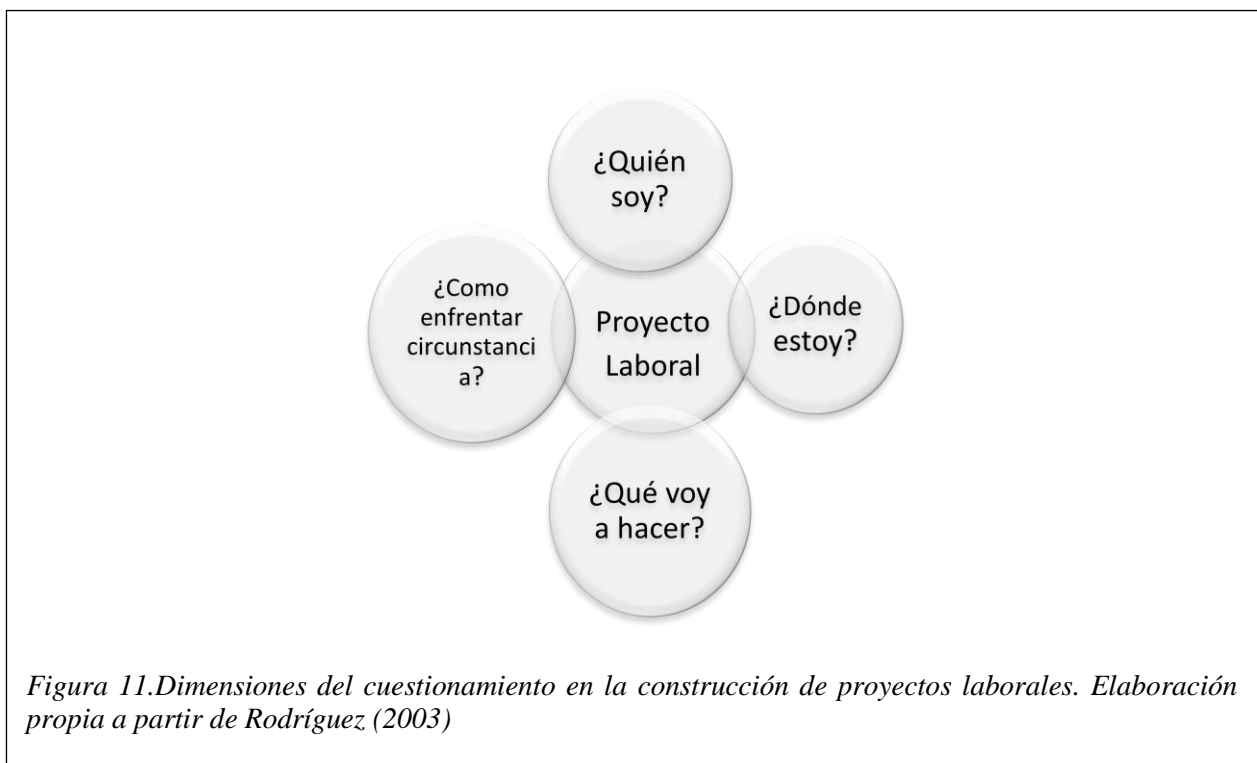 ¿Quién
soy?
¿Como
enfrentar
circunstanci
a?
Proyecto
Laboral
¿Dónde
estoy?
¿Qué voy
a hacer?
Figura 11.Dimensiones del cuestionamiento en la construcción de proyectos laborales. Elaboración
propia a partir de Rodríguez (2003)